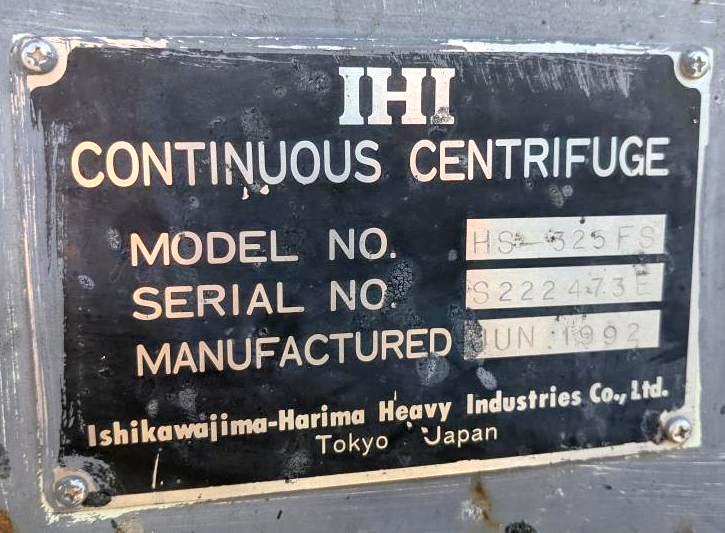 IHI
CONTINUOUS CENTRIFUGE
MODEL NO. HS-325FS
SERIAL NO. S222473E
MANUFACTURED JUN.1992
Ishikawajima-Harima Heavy Industries Co., Ltd.
Tokyo Japan